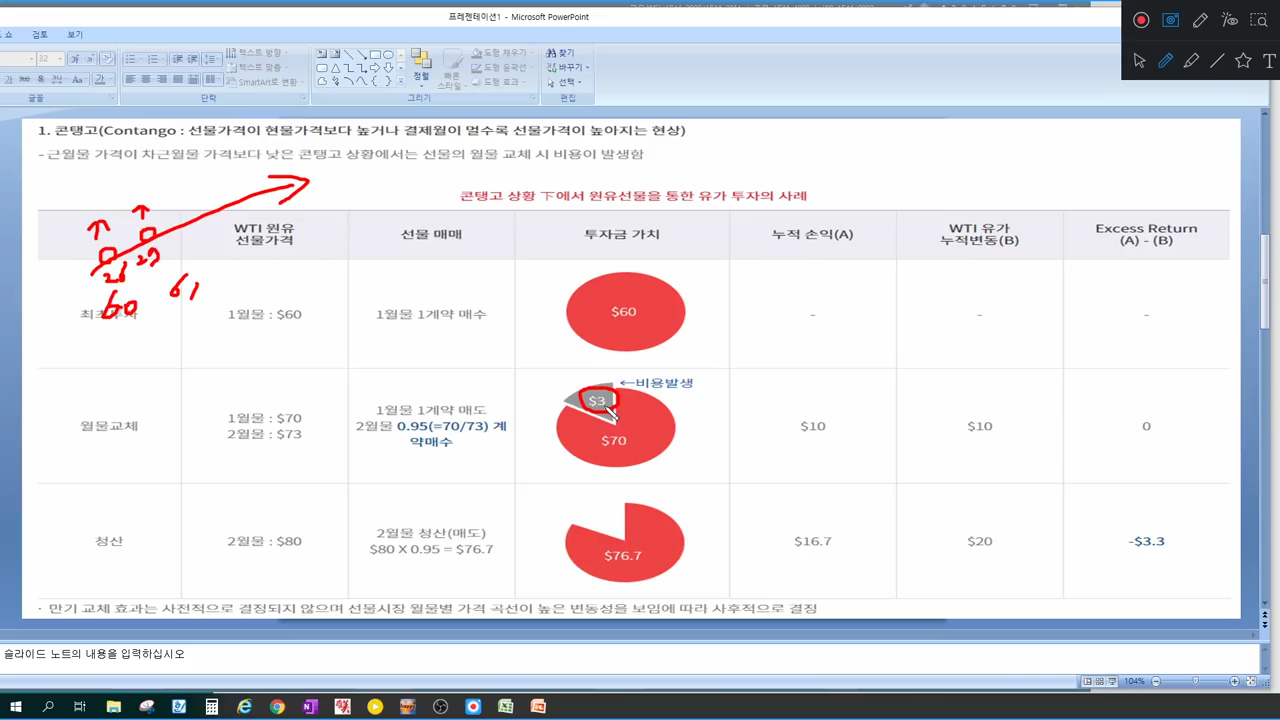 프레젠테이션1 - Microsoft PowerPoint
쇼 검토 보기
32
텍스트 방향
텍스트 맞춤
SmartArt로 변환
정렬
빠른
스타일
도형 채우기
도형 윤곽선
도형 효과
찾기
바꾸기
선택
글꼴 단락 그리기 편집
1. 콘탱고(Contango : 선물가격이 현물가격보다 높거나 결제월이 멀수록 선물가격이 높아지는 현상)
- 근월물 가격이 차근월물 가격보다 낮은 콘탱고 상황에서는 선물의 월물 교체 시 비용이 발생함
콘탱고 상황 下에서 원유선물을 통한 유가 투자의 사례
WTI 원유
선물가격
선물 매매
투자금 가치
누적 손익(A)
WTI 유가
누적변동(B)
Excess Return
(A) - (B)
60
61
최초투자
1월물 : $60
1월물 1계약 매수
$60
-
-
-
월물교체
1월물 : $70
2월물 : $73
1월물 1계약 매도
2월물 0.95(=70/73) 계
약매수
←비용발생
$3
$70
$10
$10
0
청산
2월물 : $80
2월물 청산(매도)
$80 X 0.95 = $76.7
$76.7
$16.7
$20
-$3.3
· 만기 교체 효과는 사전적으로 결정되지 않으며 선물시장 월물별 가격 곡선이 높은 변동성을 보임에 따라 사후적으로 결정
슬라이드 노트의 내용을 입력하십시오
104%